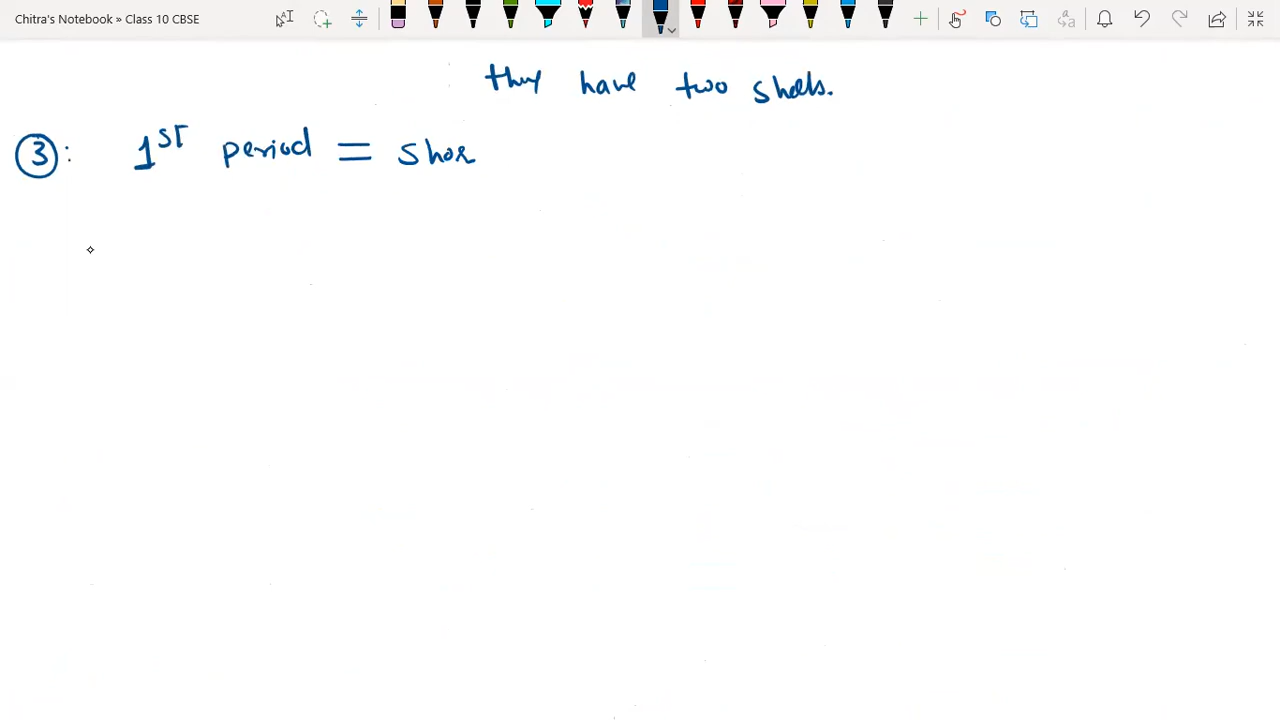 Chitra's Notebook » Class 10 CBSE
they have two shells.
3: 1ST period = shor